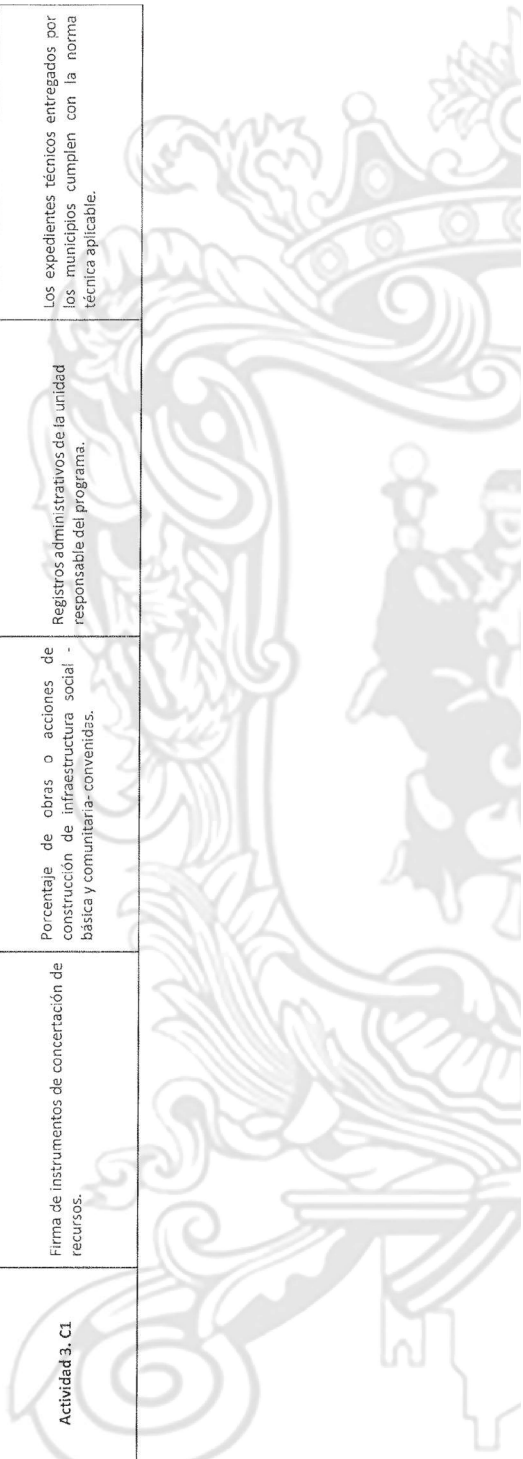 Actividad 3. C1
Firma de instrumentos de concertación de
recursos.
Porcentaje de obras o acciones de
construcción de infraestructura social -
básica y comunitaria- convenidas.
Registros administrativos de la unidad
responsable del programa.
Los expedientes técnicos entregados por
los municipios cumplen con la norma
técnica aplicable.